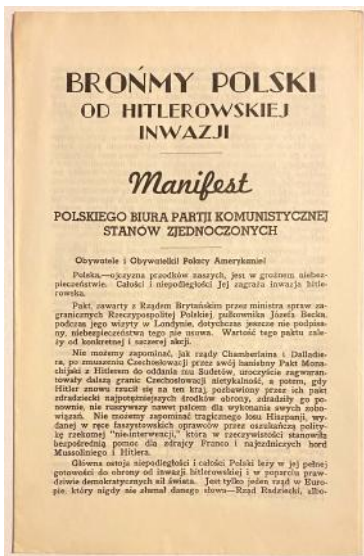 BROŃMY POLSKI
OD HITLEROWSKIEJ
INWAZJI
Manifest
POLSKIEGO BIURA PARTJI KOMUNISTYCZNEJ
STANÓW ZJEDNOCZONYCH
Obywatele i Obywatelki! Polacy Amerykanie!
Polska,—ojczyzna przodków naszych, jest w groźnem niebez-
pieczeństwie. Całości i niepodległości Jej zagraża inwazja hitle-
rowska.
Pakt, zawarty z Rządem Brytańskim przez ministra spraw za-
granicznych Rzeczypospolitej Polskiej, pułkownika Józefa Becka,
podczas jego wizyty w Londynie, dotychczas jeszcze nie podpisa-
ny, niebezpieczeństwa tego nie usuwa. Wartość tego paktu zale-
ży od konkretnej i szczerej akcji.
Nie możemy zapominać, jak rządy Chamberlaina i Daladie-
ra, po zmuszeniu Czechosłowacji przez swój haniebny Pakt Mona-
chijski z Hitlerem do oddania mu Sudetów, uroczyście zagwaran-
towały dalszą granic Czechosłowacji nietykalność, a potem, gdy
Hitler znowu rzucił się na ten kraj, pozbawiony przez ich pakt
zdradziecki najpotężniejszych środków obrony, zdradziły go po-
nownie, nie ruszywszy nawet palcem dla wykonania swych zobo-
wiązań. Nie możemy zapominać tragicznego losu Hiszpanji, wy-
danej w ręce faszystowskich oprawców przez oszukańczą polity-
kę rzekomej "nie-interwencji," która w rzeczywistości stanowiła
bezpośrednią pomoc dla zdrajcy Franco i najezdniczych hord
Mussoliniego i Hitlera.
Główna ostoja niepodległości i całości Polski leży w jej pełnej
gotowości do obrony od inwazji hitlerowskiej i w poparciu praw-
dziwie demokratycznych sił świata. Jest tylko jeden rząd w Euro-
pie, który nigdy nie złamał danego słowa—Rząd Radziecki, albo-